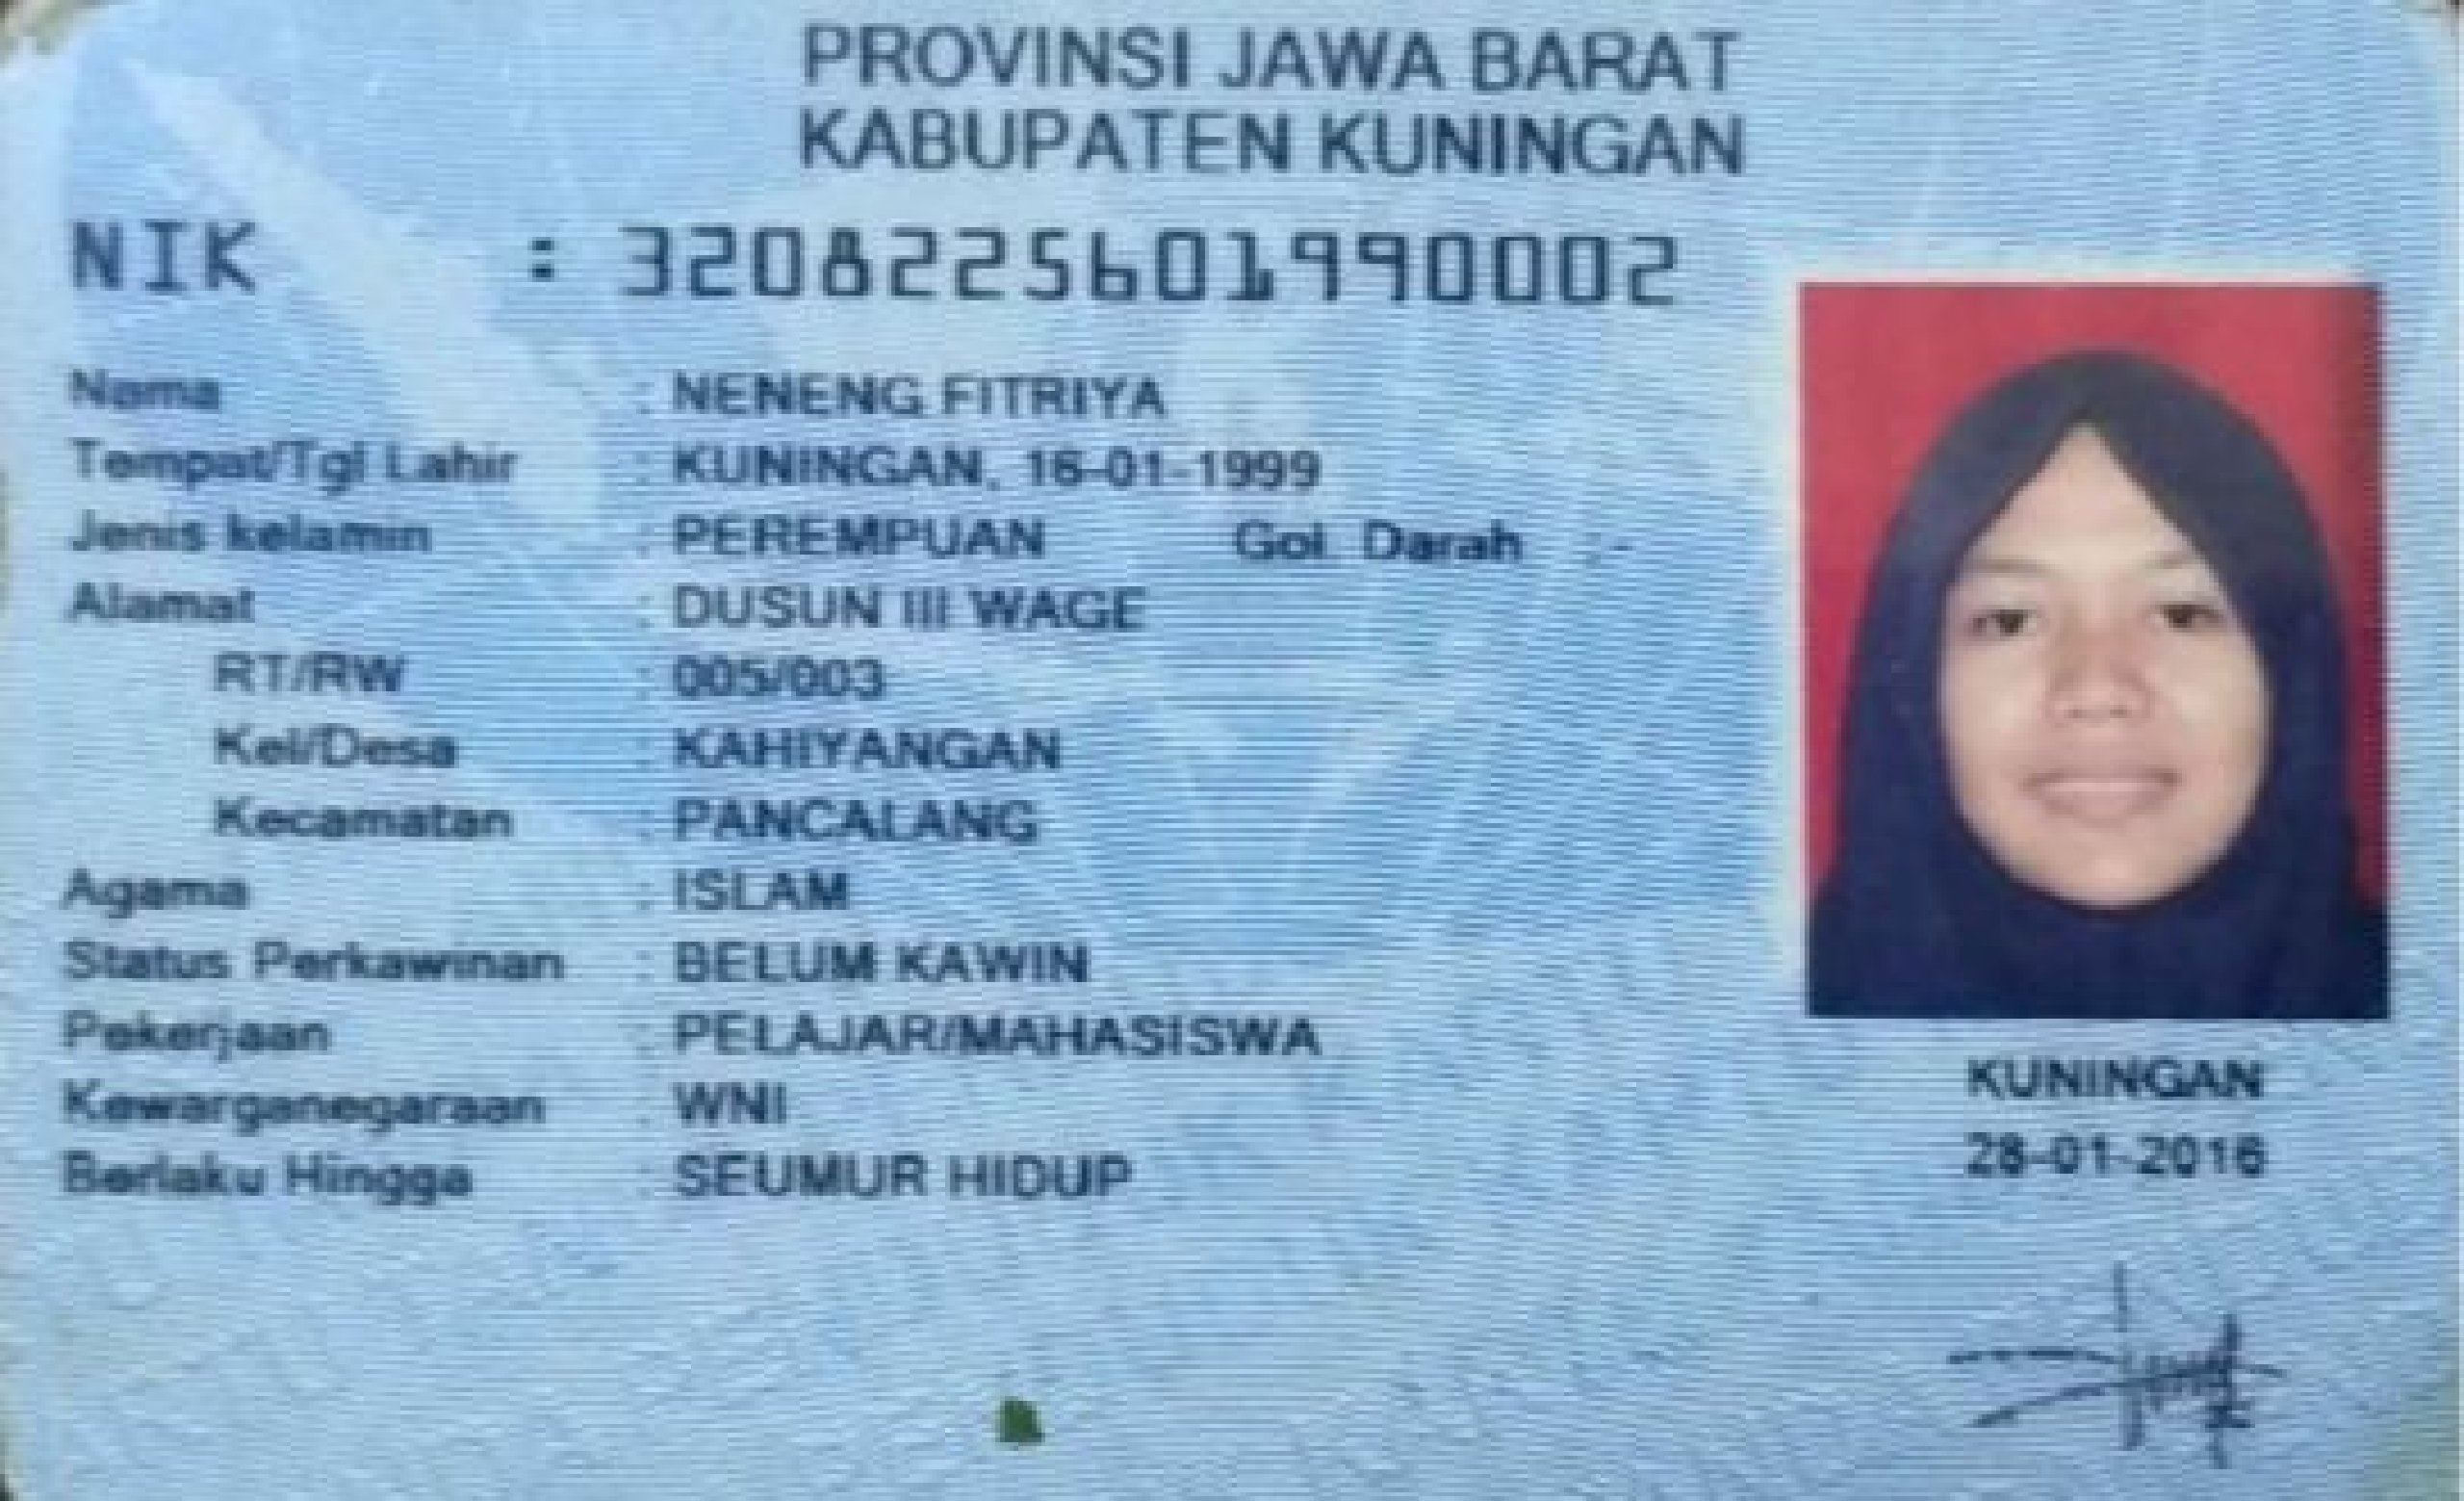 PROVINSI JAWA BARAT
KABUPATEN KUNINGAN
NIK : 3208225601990002
Nama : NENENG FITRIYA
Tempat/Tgl Lahir : KUNINGAN, 16-01-1999
Jenis kelamin : PEREMPUAN Gol. Darah : -
Alamat : DUSUN III WAGE
RT/RW : 005/003
Kel/Desa : KAHIYANGAN
Kecamatan : PANCALANG
Agama : ISLAM
Status Perkawinan : BELUM KAWIN
Pekerjaan : PELAJAR/MAHASISWA
Kewarganegaraan : WNI
Berlaku Hingga : SEUMUR HIDUP
KUNINGAN
28-01-2016